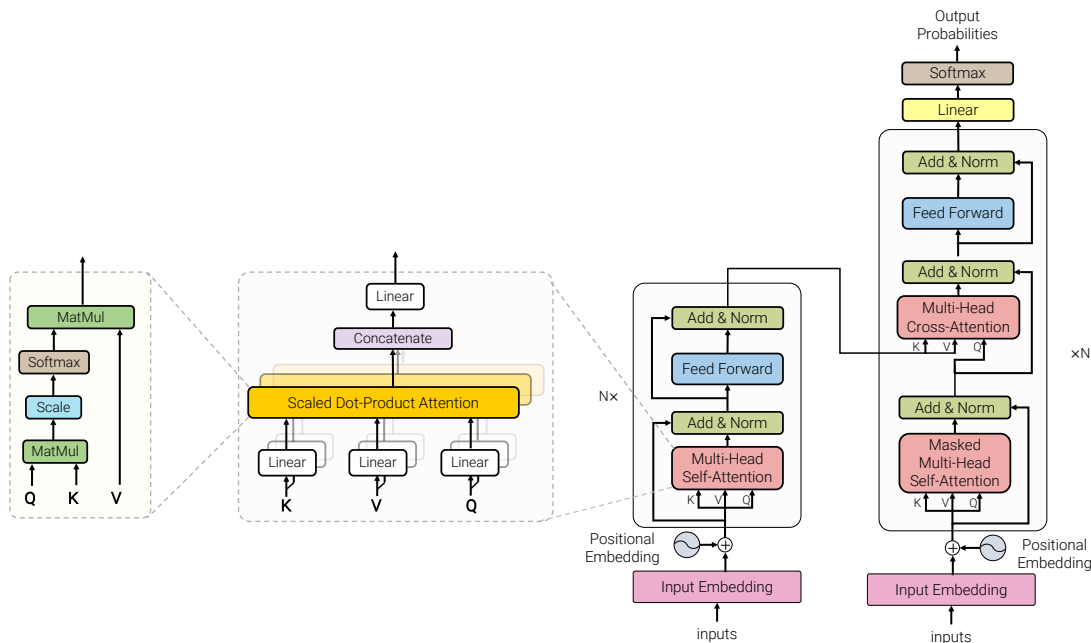 MatMul
Softmax
Scale
MatMul
Q K V
Linear
Concatenate
Scaled Dot-Product Attention
Linear Linear Linear
K V Q
N×
Add & Norm
Feed Forward
Add & Norm
Multi-Head
Self-Attention
K V Q
Positional
Embedding
Input Embedding
inputs
Output
Probabilities
Softmax
Linear
Add & Norm
Feed Forward
Add & Norm
Multi-Head
Cross-Attention
K V Q
×N
Add & Norm
Masked
Multi-Head
Self-Attention
K V Q
Positional
Embedding
Input Embedding
inputs